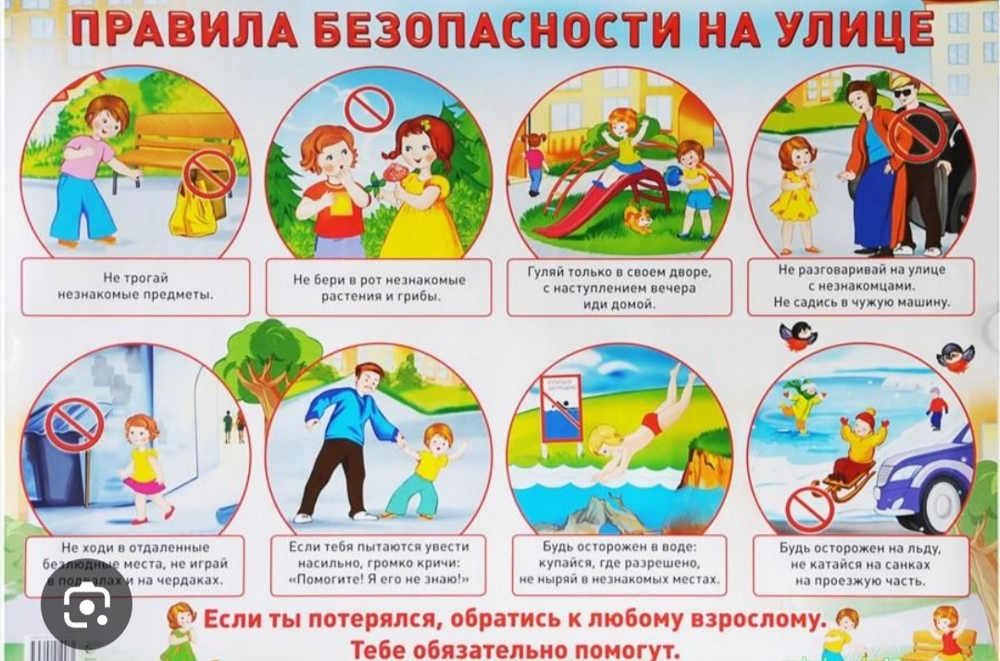 ПРАВИЛА БЕЗОПАСНОСТИ НА УЛИЦЕ
Не трогай
незнакомые предметы.
Не бери в рот незнакомые
растения и грибы.
Гуляй только в своем дворе,
с наступлением вечера
иди домой.
Не разговаривай на улице
с незнакомцами.
Не садись в чужую машину.
Не ходи в отдаленные
безлюдные места, не играй
в подвалах и на чердаках.
Если тебя пытаются увести
насильно, громко кричи:
«Помогите! Я его не знаю!»
КУПАТЬСЯ
ЗАПРЕЩЕНО
Будь осторожен в воде:
купайся, где разрешено,
не ныряй в незнакомых местах.
Будь осторожен на льду,
не катайся на санках
на проезжую часть.
Если ты потерялся, обратись к любому взрослому.
Тебе обязательно помогут.